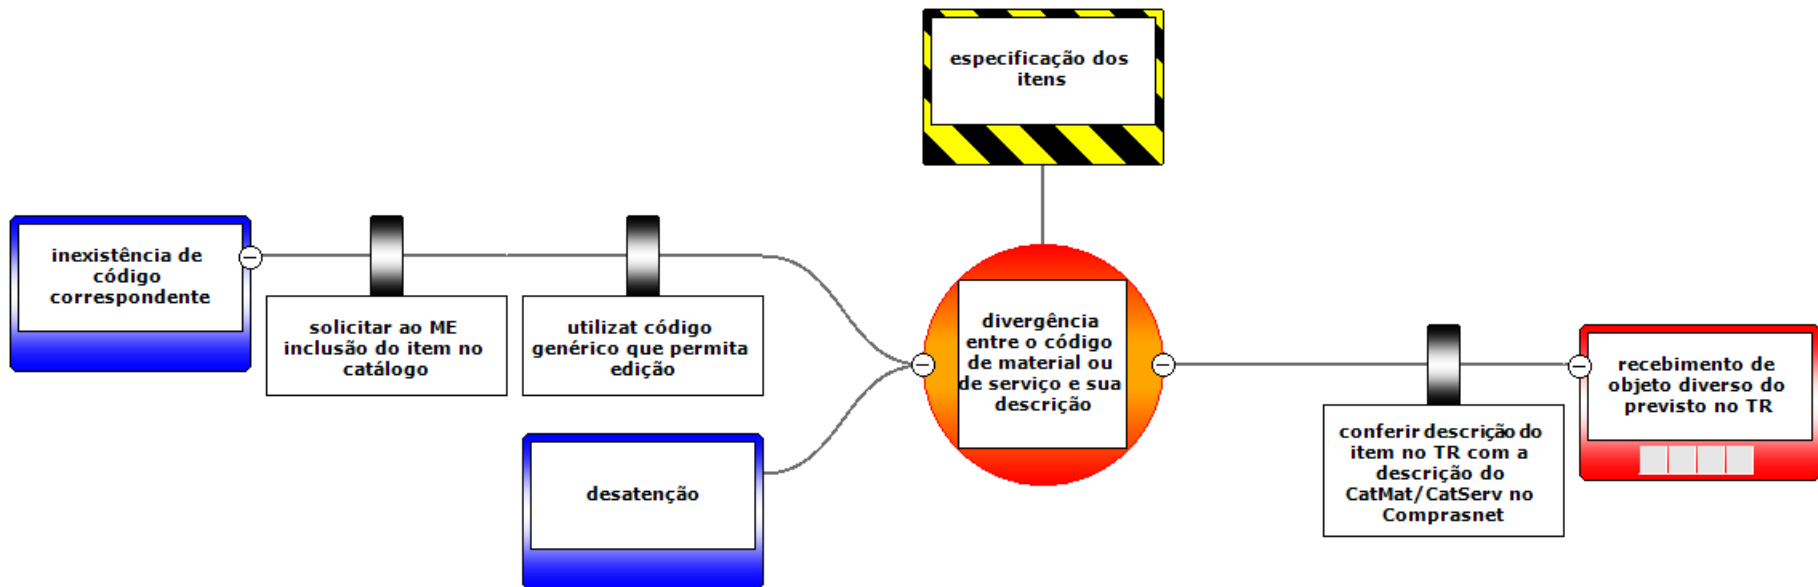 especificação dos
itens
inexistência de
código
correspondente
solicitar ao ME
inclusão do item no
catálogo
utilizat código
genérico que permita
edição
desatenção
divergência
entre o código
de material ou
de serviço e sua
descrição
conferir descrição do
item no TR com a
descrição do
CatMat/CatServ no
Comprasnet
recebimento de
objeto diverso do
previsto no TR